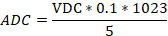 ADC = VDC * 0.1 * 1023 / 5